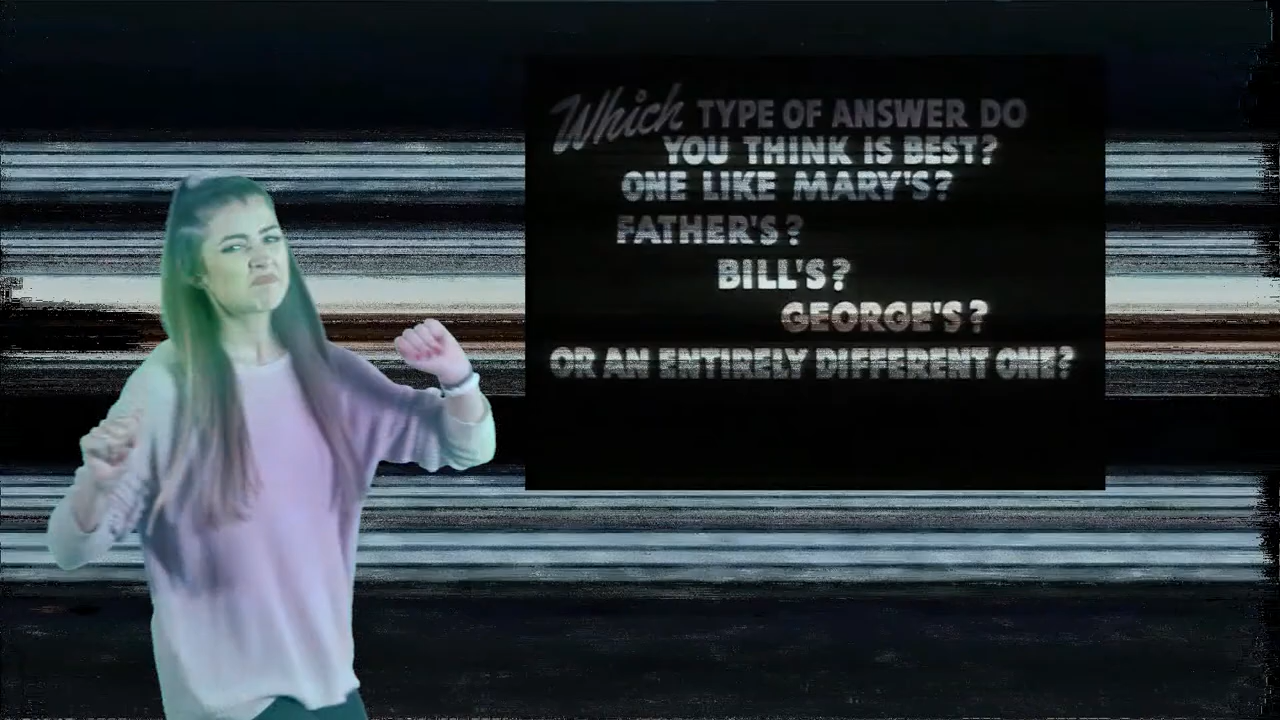 Which TYPE OF ANSWER DO
YOU THINK IS BEST?
ONE LIKE MARY'S?
FATHER'S?
BILL'S?
GEORGE'S?
OR AN ENTIRELY DIFFERENT ONE?